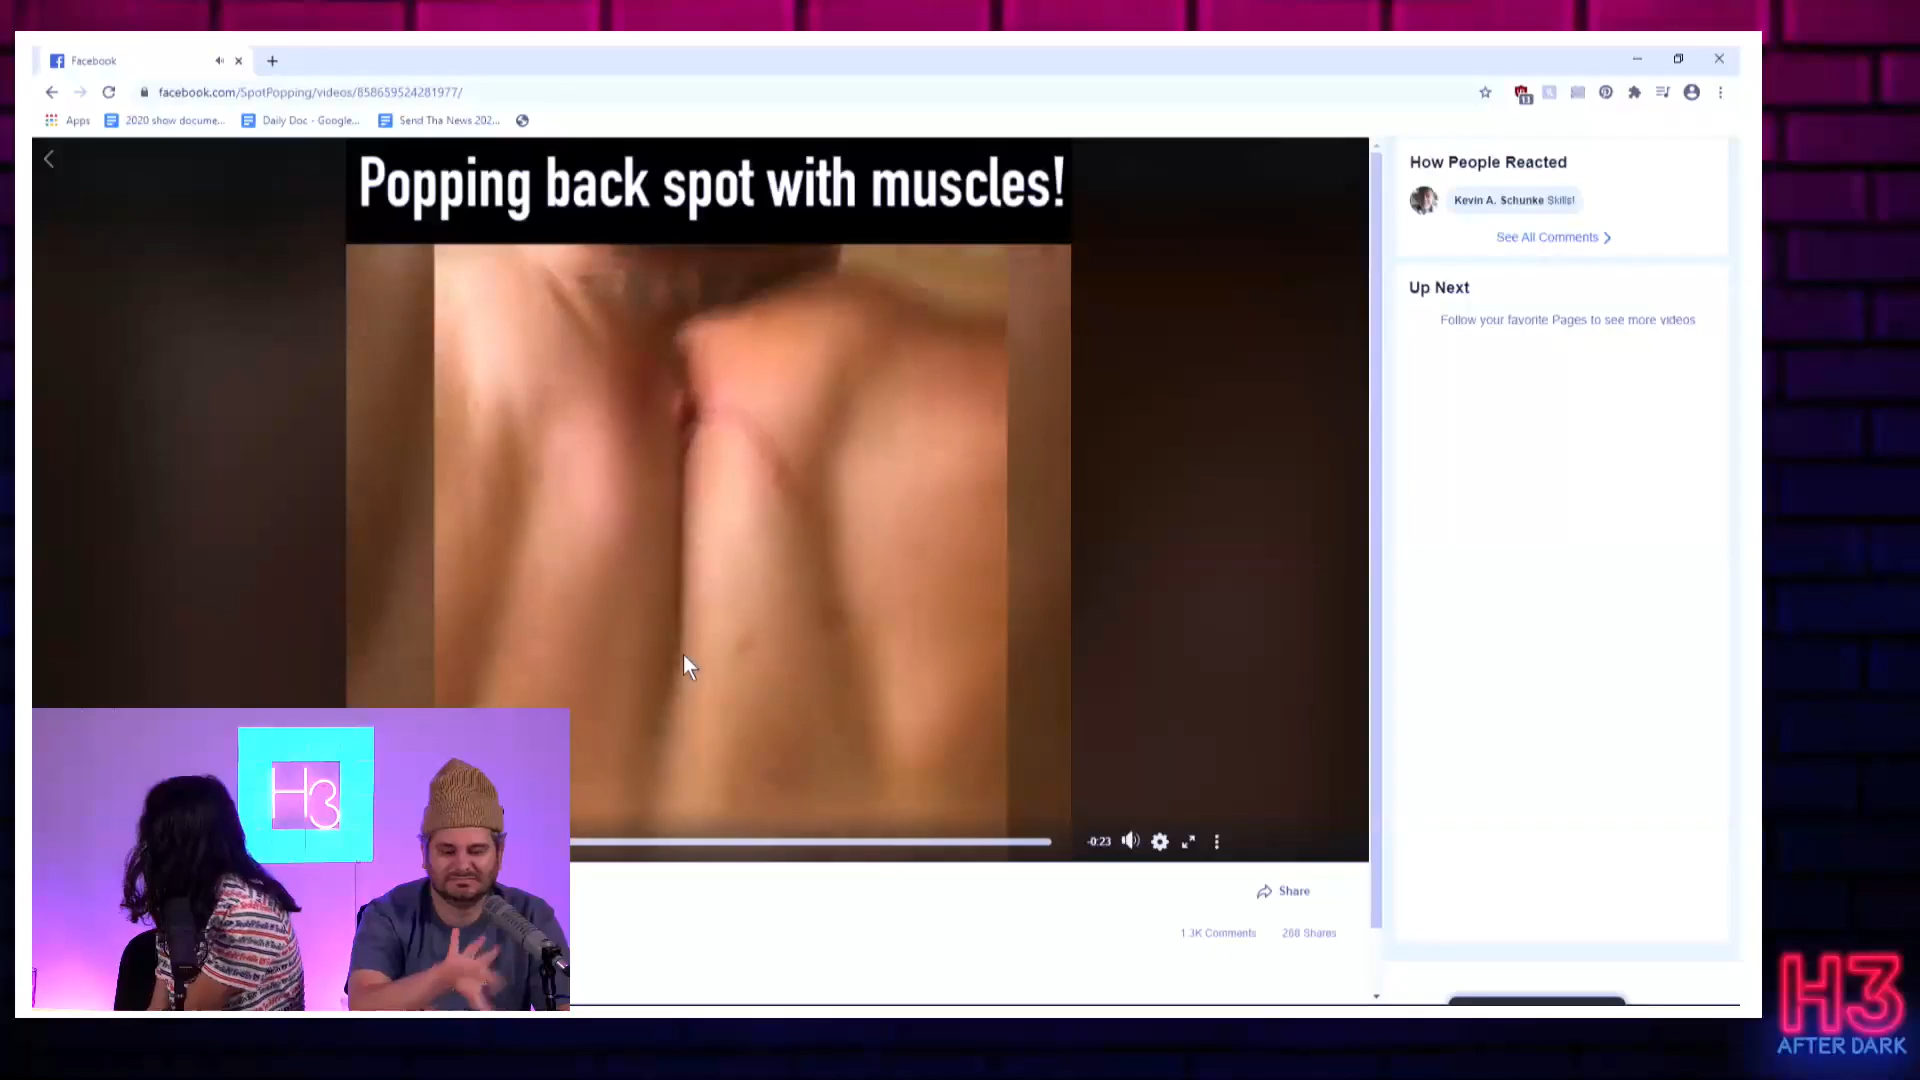 Facebook
facebook.com/SpotPopping/videos/858659524281977/
13
Apps
2020 show docume...
Daily Doc - Google...
Send Tha News 202...
Popping back spot with muscles!
How People Reacted
Kevin A. Schunke Skills!
See All Comments
Up Next
Follow your favorite Pages to see more videos
H3
-0:23
Share
1.3K Comments
268 Shares
H3
AFTER DARK